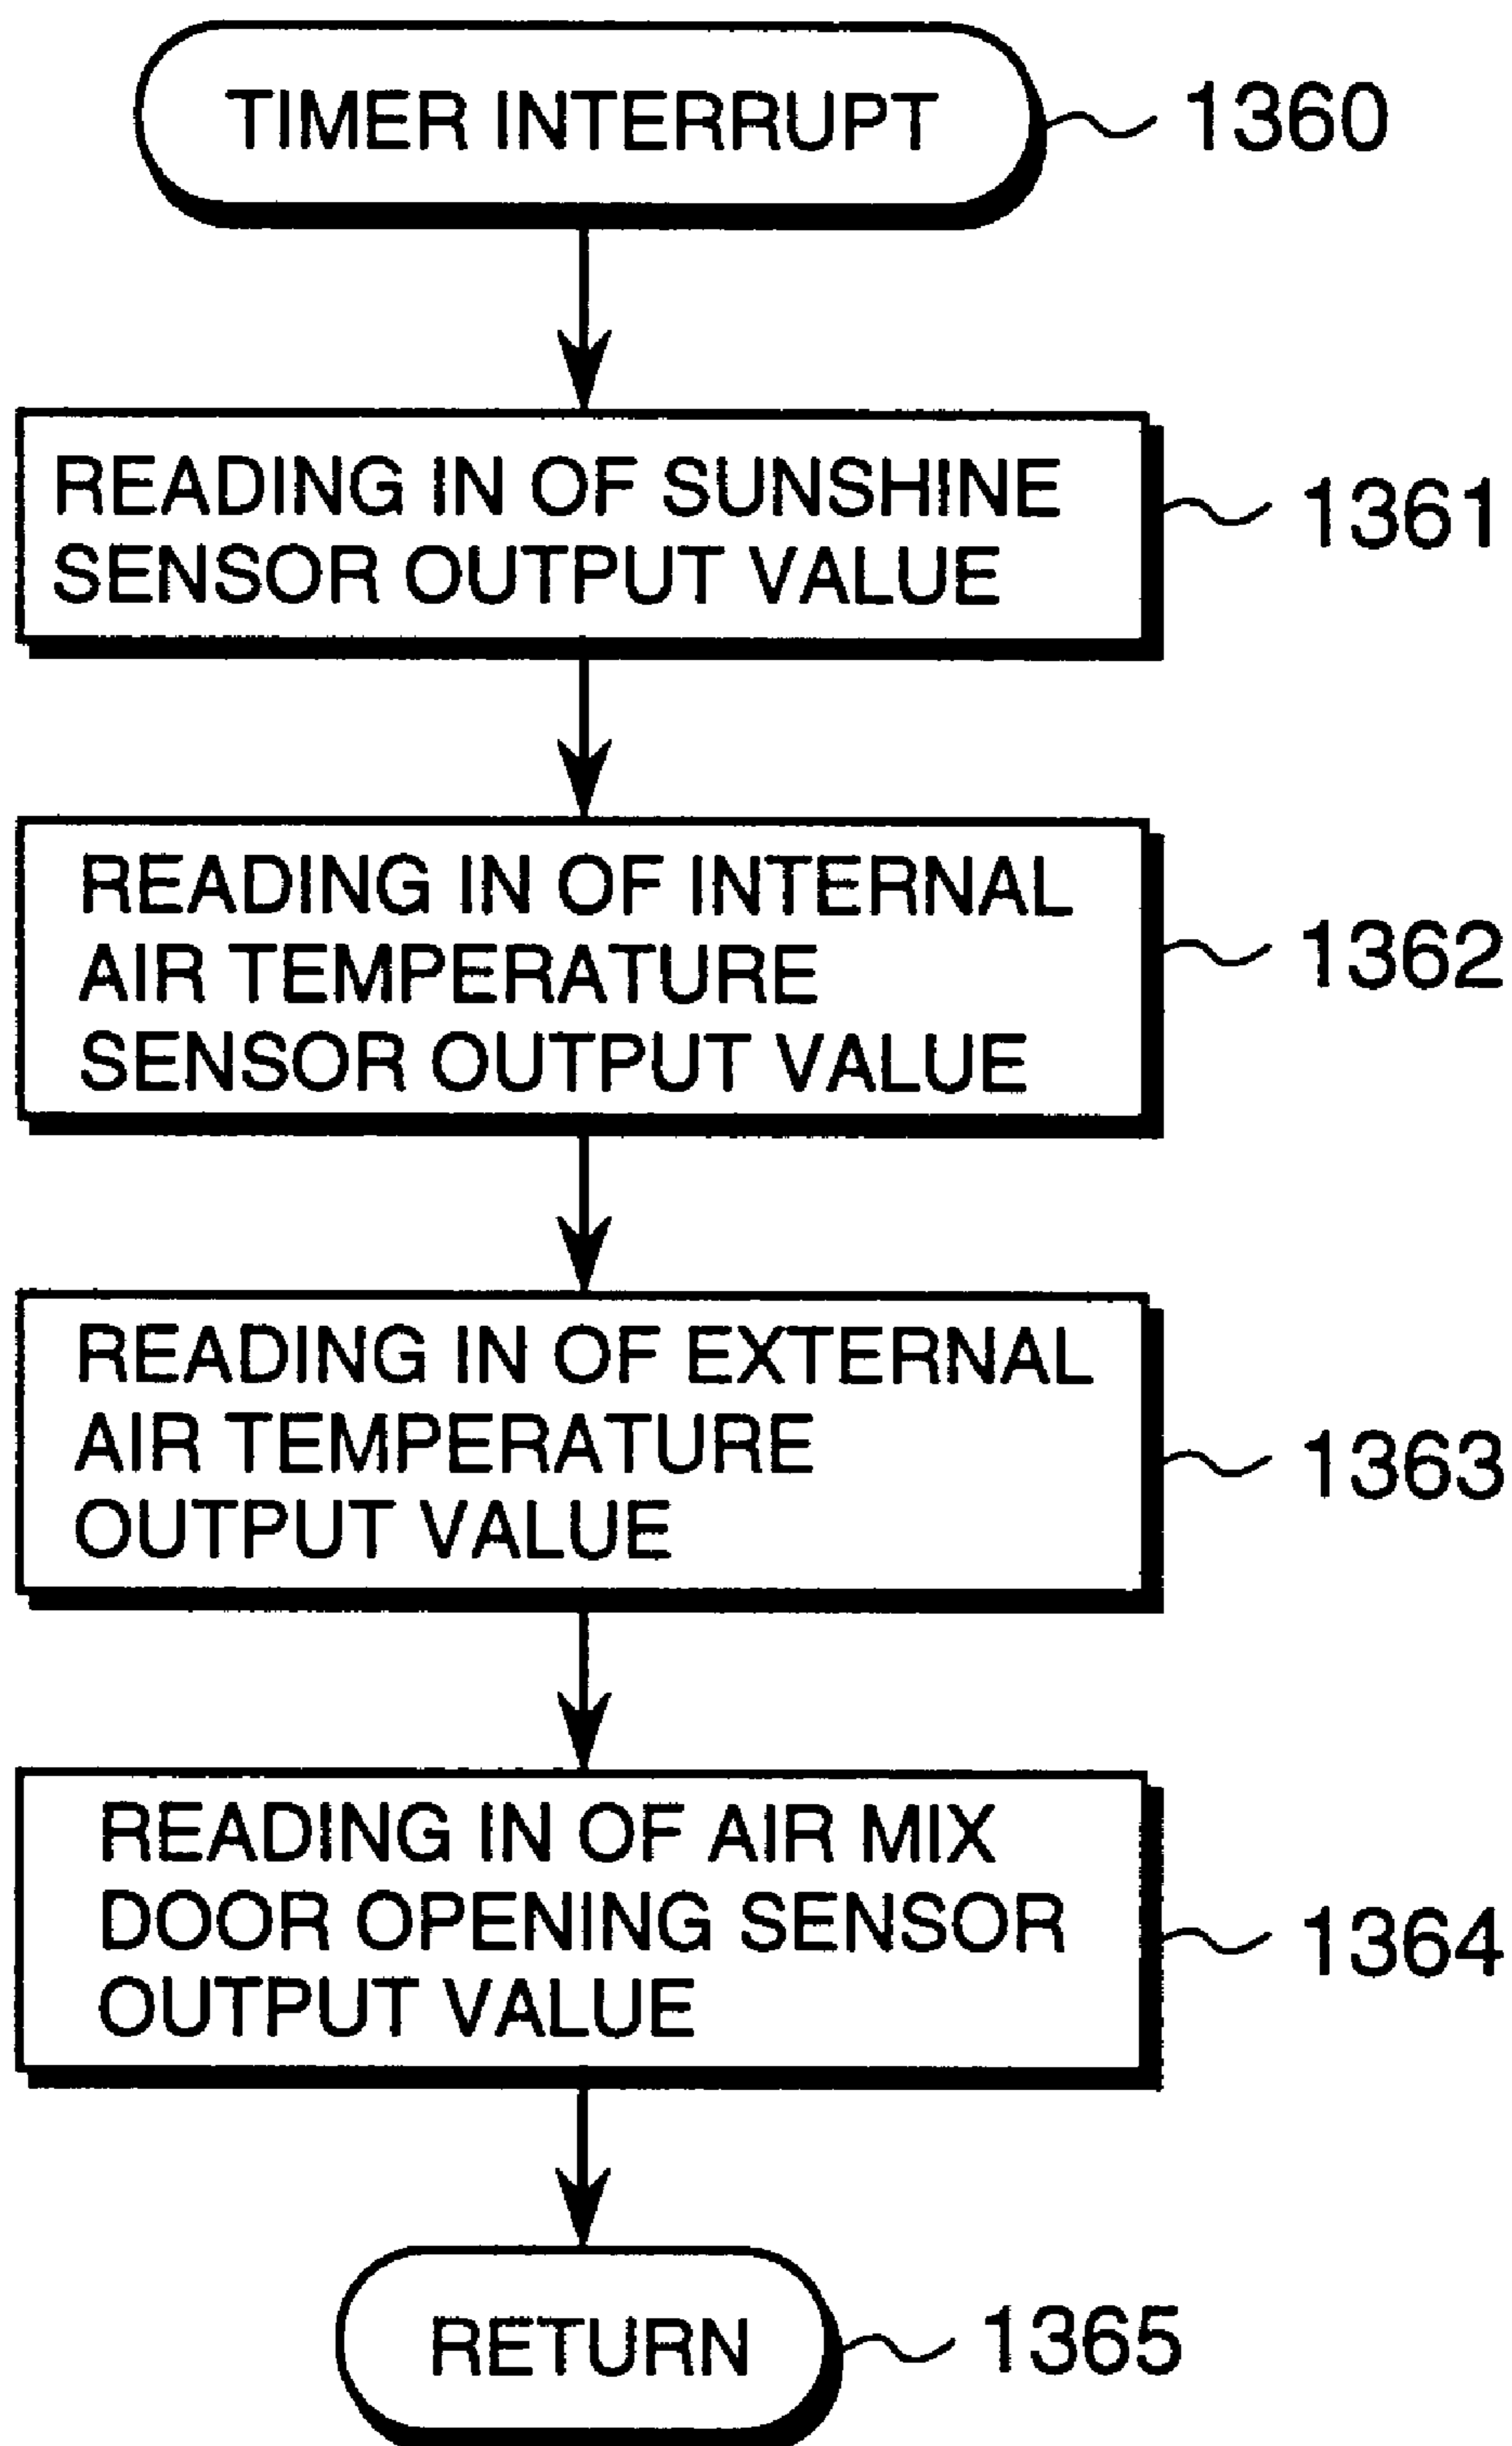 TIMER INTERRUPT
1360
READING IN OF SUNSHINE
SENSOR OUTPUT VALUE
1361
READING IN OF INTERNAL
AIR TEMPERATURE
SENSOR OUTPUT VALUE
1362
READING IN OF EXTERNAL
AIR TEMPERATURE
OUTPUT VALUE
1363
READING IN OF AIR MIX
DOOR OPENING SENSOR
OUTPUT VALUE
1364
RETURN
1365